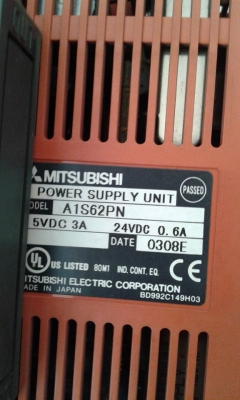 MITSUBISHI
PASSED
POWER SUPPLY UNIT
MODEL A1S62PN
5VDC 3A 24VDC 0.6A
DATE 0308E
UL US LISTED 80M1 IND.CONT.EQ. CE
MITSUBISHI ELECTRIC CORPORATION
MADE IN JAPAN BD992C149H03